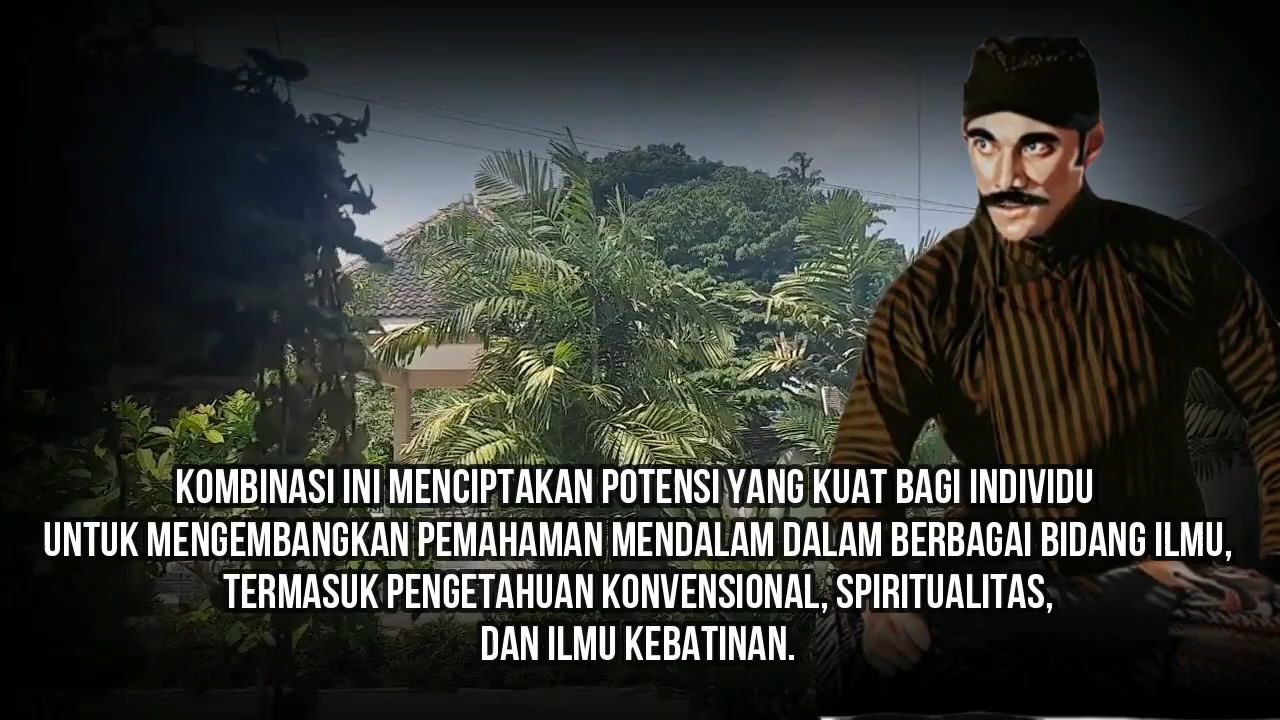 KOMBINASI INI MENCIPTAKAN POTENSI YANG KUAT BAGI INDIVIDU
UNTUK MENGEMBANGKAN PEMAHAMAN MENDALAM DALAM BERBAGAI BIDANG ILMU,
TERMASUK PENGETAHUAN KONVENSIONAL, SPIRITUALITAS,
DAN ILMU KEBATINAN.